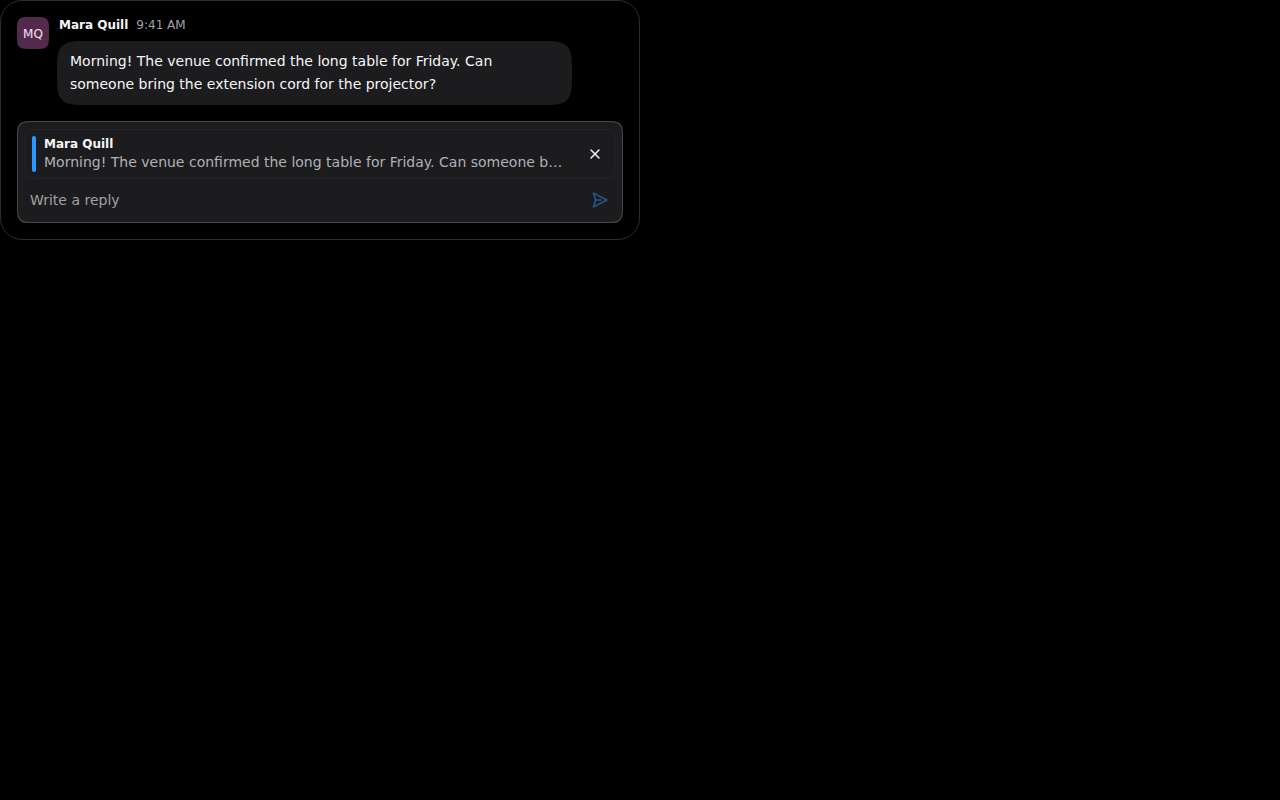 MQ
Mara Quill 9:41 AM
Morning! The venue confirmed the long table for Friday. Can
someone bring the extension cord for the projector?
Mara Quill
Morning! The venue confirmed the long table for Friday. Can someone b…
Write a reply